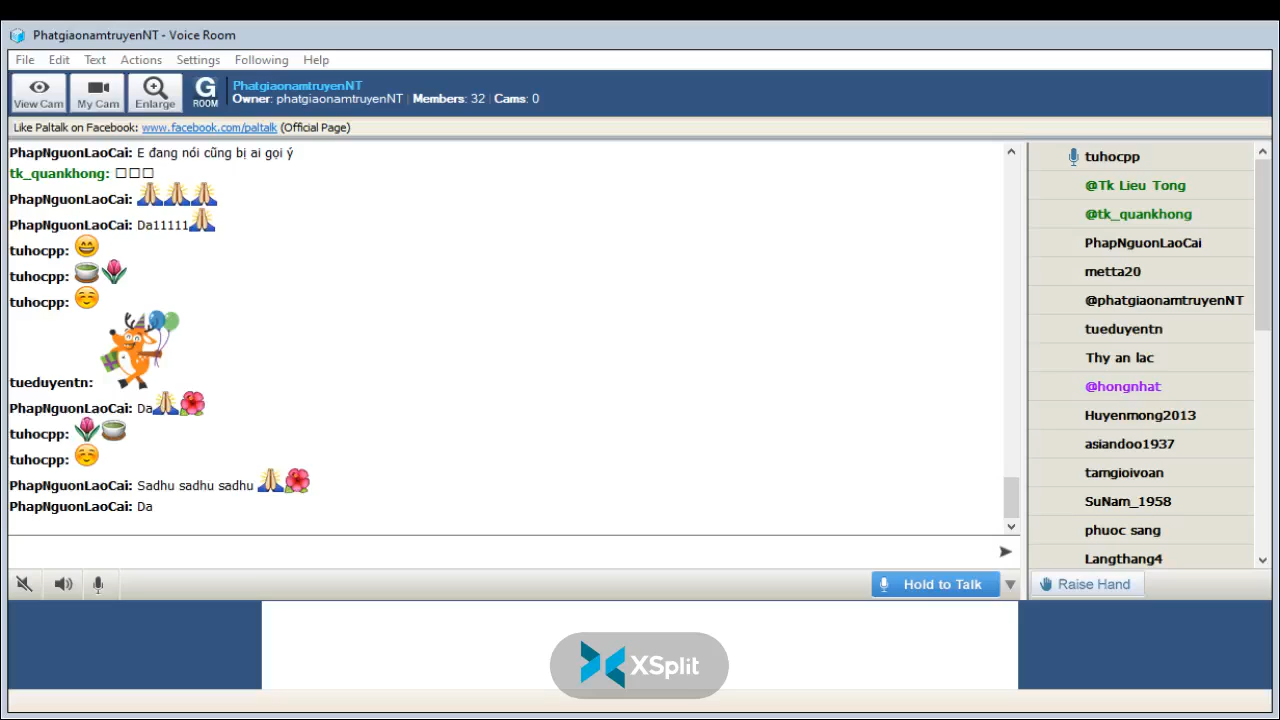 PhatgiaonamtruyenNT - Voice Room
File Edit Text Actions Settings Following Help
View Cam My Cam Enlarge G ROOM
PhatgiaonamtruyenNT
Owner: phatgiaonamtruyenNT | Members: 32 | Cams: 0
Like Paltalk on Facebook: www.facebook.com/paltalk (Official Page)
PhapNguonLaoCai: E đang nói cũng bị ai gọi ý
tk_quankhong: □□□
PhapNguonLaoCai: 🙏🙏🙏
PhapNguonLaoCai: Da11111🙏
tuhocpp: 😄
tuhocpp: 🍵🌷
tuhocpp: ☺️
tueduyentn:
PhapNguonLaoCai: Da🙏🌺
tuhocpp: 🌷🍵
tuhocpp: ☺️
PhapNguonLaoCai: Sadhu sadhu sadhu 🙏🌺
PhapNguonLaoCai: Da
Hold to Talk
tuhocpp
@Tk Lieu Tong
@tk_quankhong
PhapNguonLaoCai
metta20
@phatgiaonamtruyenNT
tueduyentn
Thy an lac
@hongnhat
Huyenmong2013
asiandoo1937
tamgioivoan
SuNam_1958
phuoc sang
Langthang4
Raise Hand
XSplit